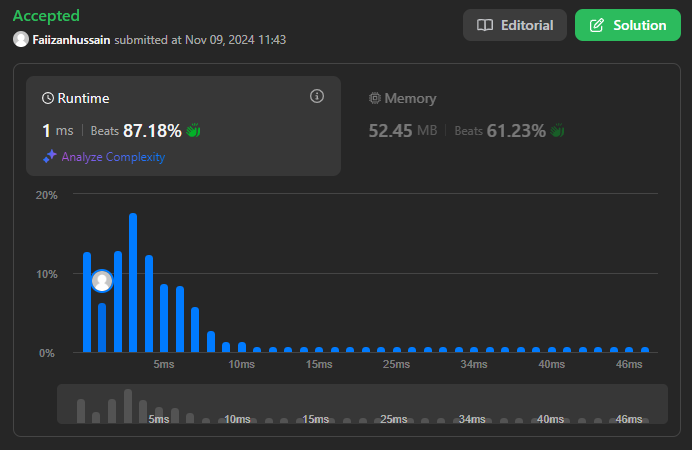 Accepted
Editorial
Solution
Faiizanhussain submitted at Nov 09, 2024 11:43
Runtime
Memory
1 ms | Beats 87.18%
52.45 MB | Beats 61.23%
Analyze Complexity
20%
10%
0%
5ms 10ms 15ms 25ms 34ms 40ms 46ms
5ms 10ms 15ms 25ms 34ms 40ms 46ms